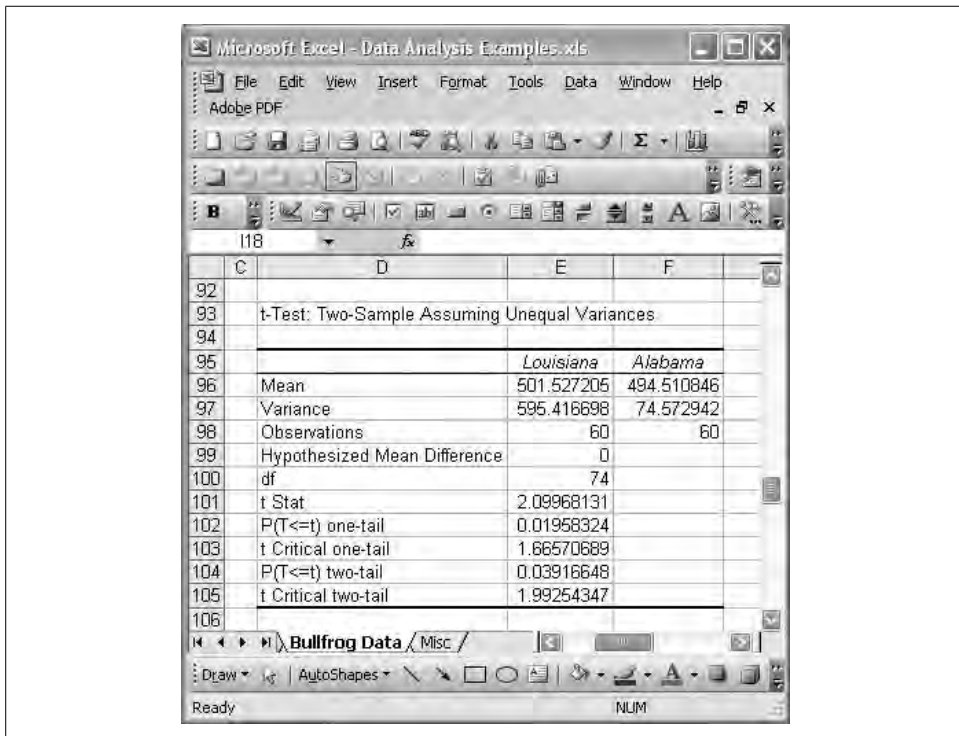 Microsoft Excel - Data Analysis Examples.xls
File Edit View Insert Format Tools Data Window Help
Adobe PDF
B
I18 fx
C D E F
92
93 t-Test: Two-Sample Assuming Unequal Variances
94
95 Louisiana Alabama
96 Mean 501.527205 494.510846
97 Variance 595.416698 74.572942
98 Observations 60 60
99 Hypothesized Mean Difference 0
100 df 74
101 t Stat 2.09968131
102 P(T<=t) one-tail 0.01958324
103 t Critical one-tail 1.66570689
104 P(T<=t) two-tail 0.03916648
105 t Critical two-tail 1.99254347
106
Bullfrog Data Misc
Draw AutoShapes A
Ready NUM